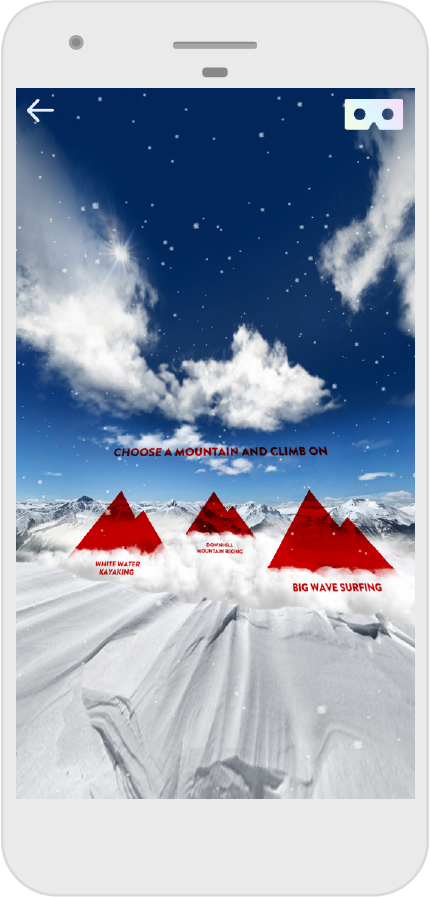 CHOOSE A MOUNTAIN AND CLIMB ON
WHITE WATER
KAYAKING
DOWNHILL
MOUNTAIN BIKING
BIG WAVE SURFING